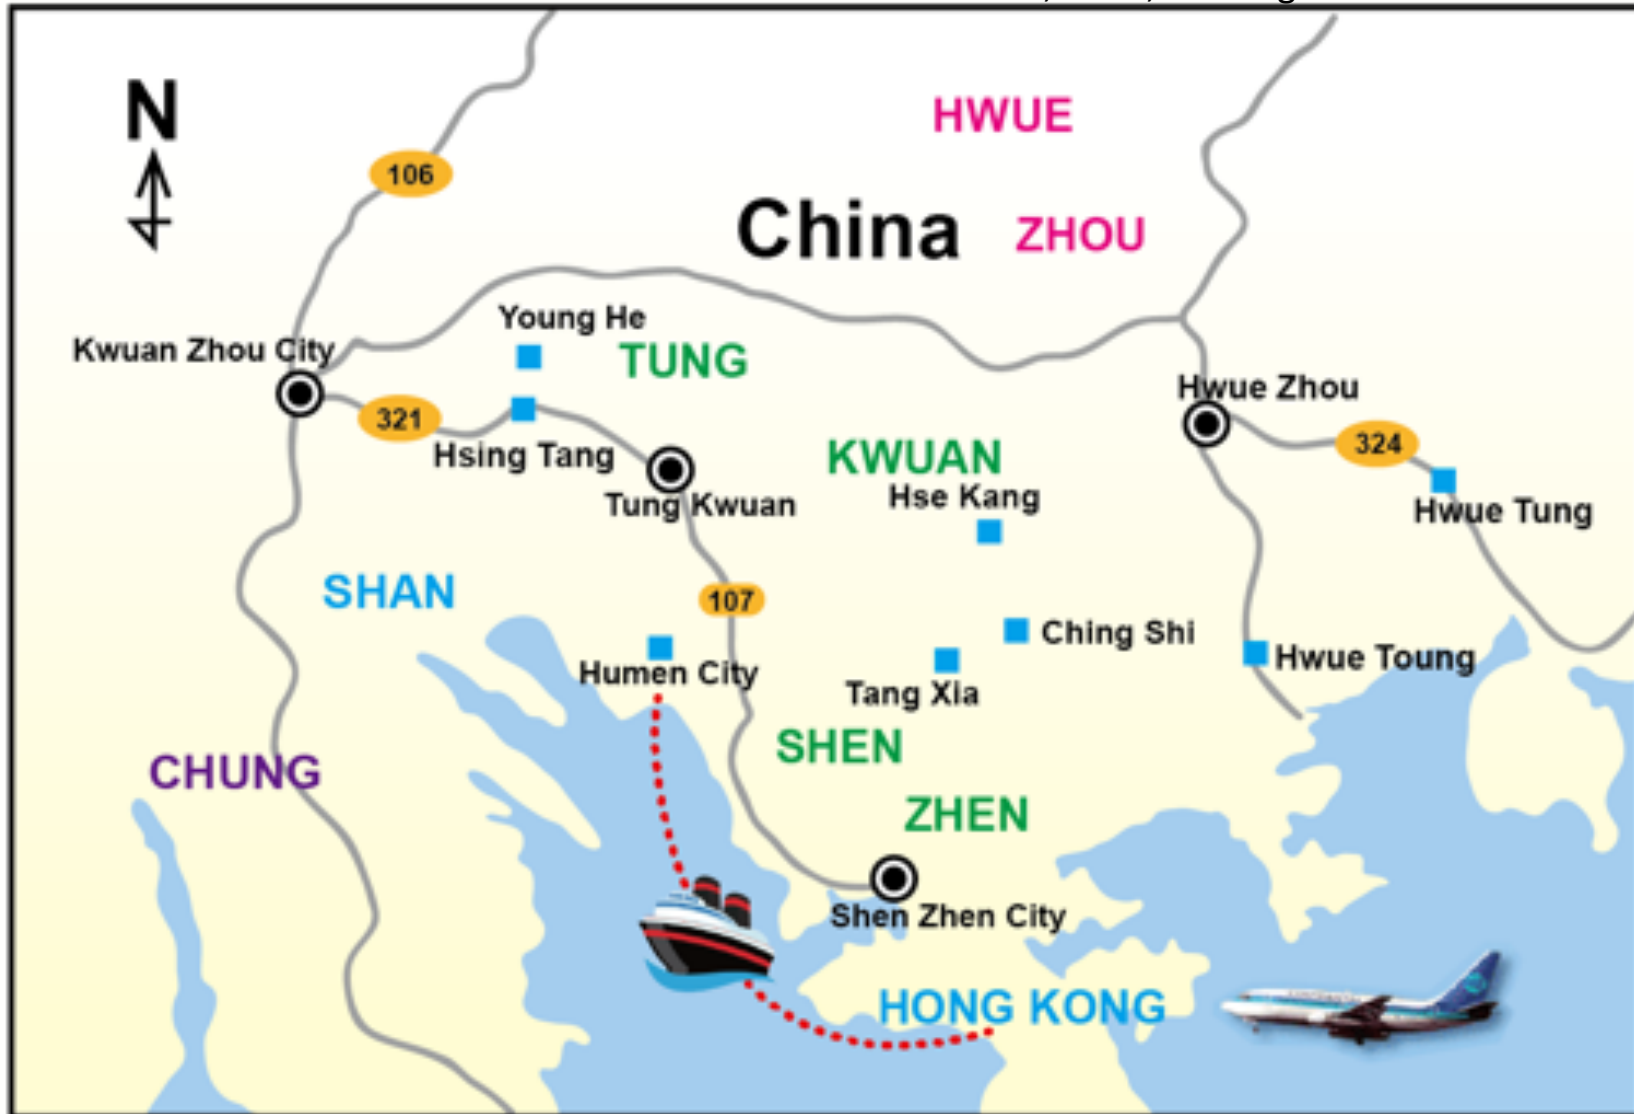 N
HWUE
106
China
ZHOU
Young He
Kwuan Zhou City
TUNG
Hwue Zhou
321
324
Hsing Tang
KWUAN
Hse Kang
Tung Kwuan
Hwue Tung
SHAN
107
Ching Shi
Humen City
Hwue Toung
Tang Xia
SHEN
CHUNG
ZHEN
Shen Zhen City
HONG KONG